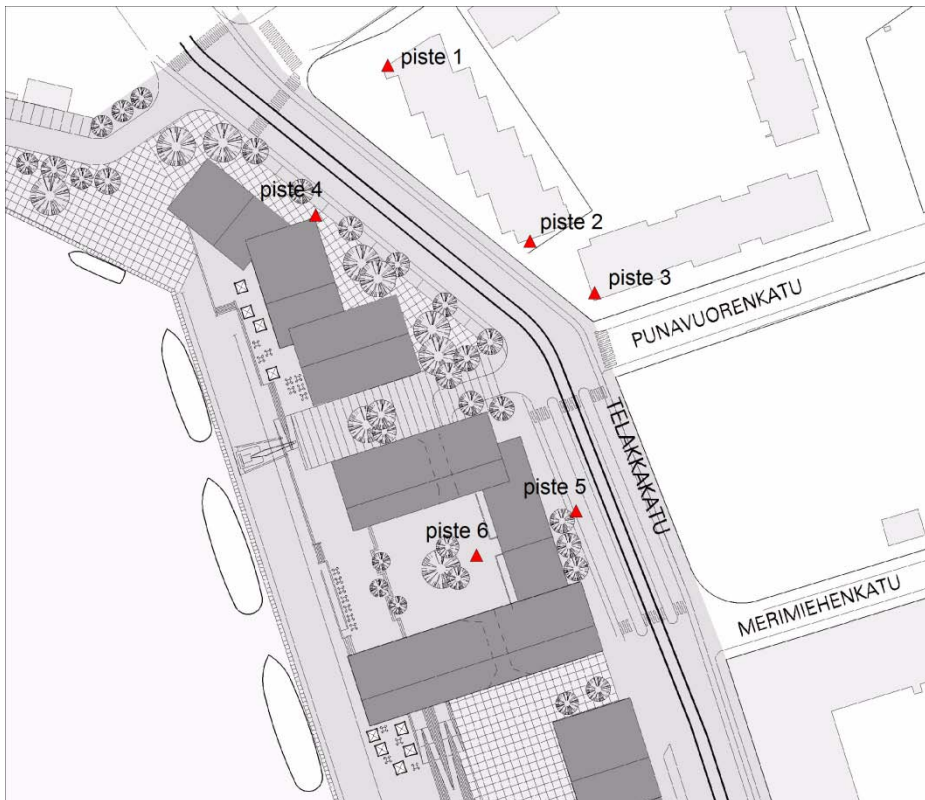 piste 1
piste 4
piste 2
piste 3
PUNAVUORENKATU
TELAKKAKATU
piste 5
piste 6
MERIMIEHENKATU